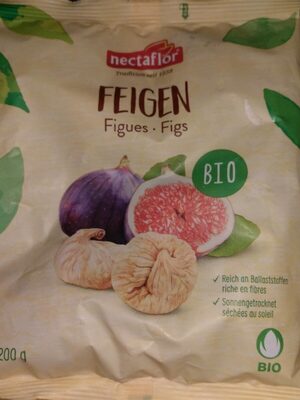 nectaflor
FEIGEN
Figues · Figs
BIO
✓ Reich an Ballaststoffen
riche en fibres
✓ Sonnengetrocknet
séchées au soleil
200 g
BIO